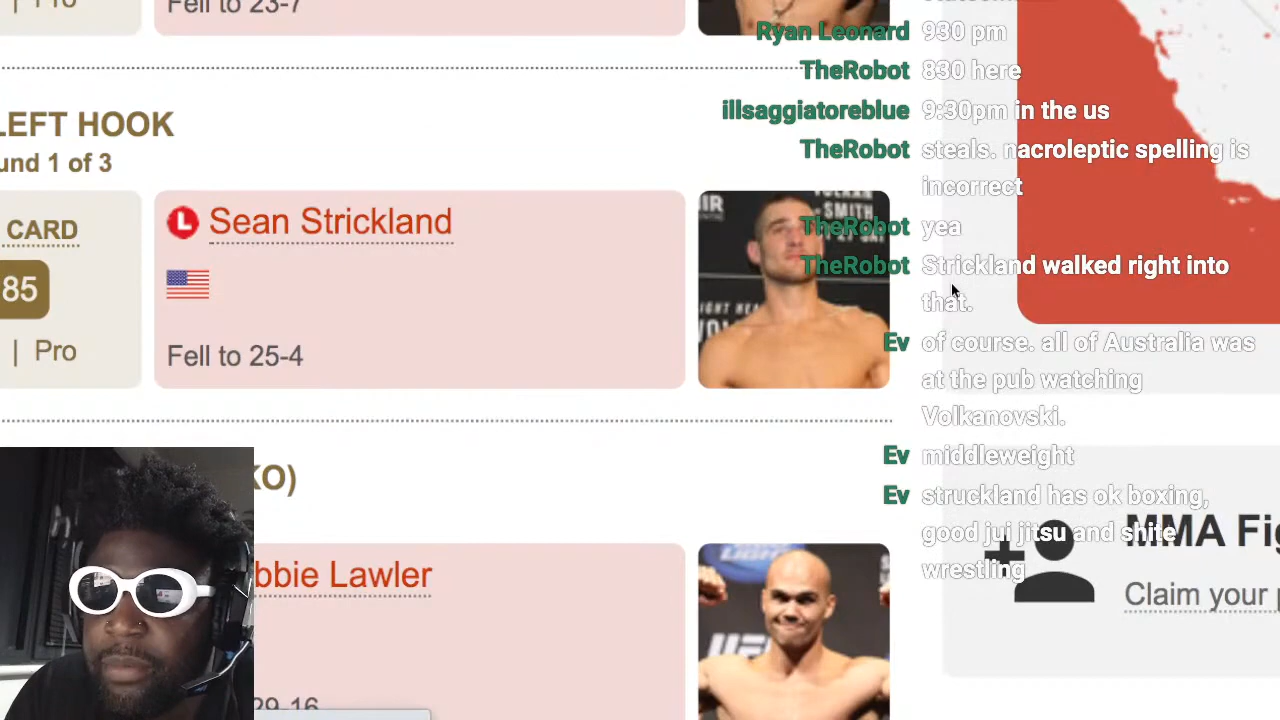 | Pro
Fell to 23-7
LEFT HOOK
und 1 of 3
CARD
85
| Pro
L Sean Strickland
Fell to 25-4
KO)
bbie Lawler
29-16
SMITH
UFC
Ryan Leonard 930 pm
TheRobot 830 here
illsaggiatoreblue 9:30pm in the us
TheRobot steals. nacroleptic spelling is
incorrect
TheRobot yea
TheRobot Strickland walked right into
that.
Ev of course. all of Australia was
at the pub watching
Volkanovski.
Ev middleweight
Ev struckland has ok boxing,
good jui jitsu and shite
wrestling
MMA Fig
Claim your p